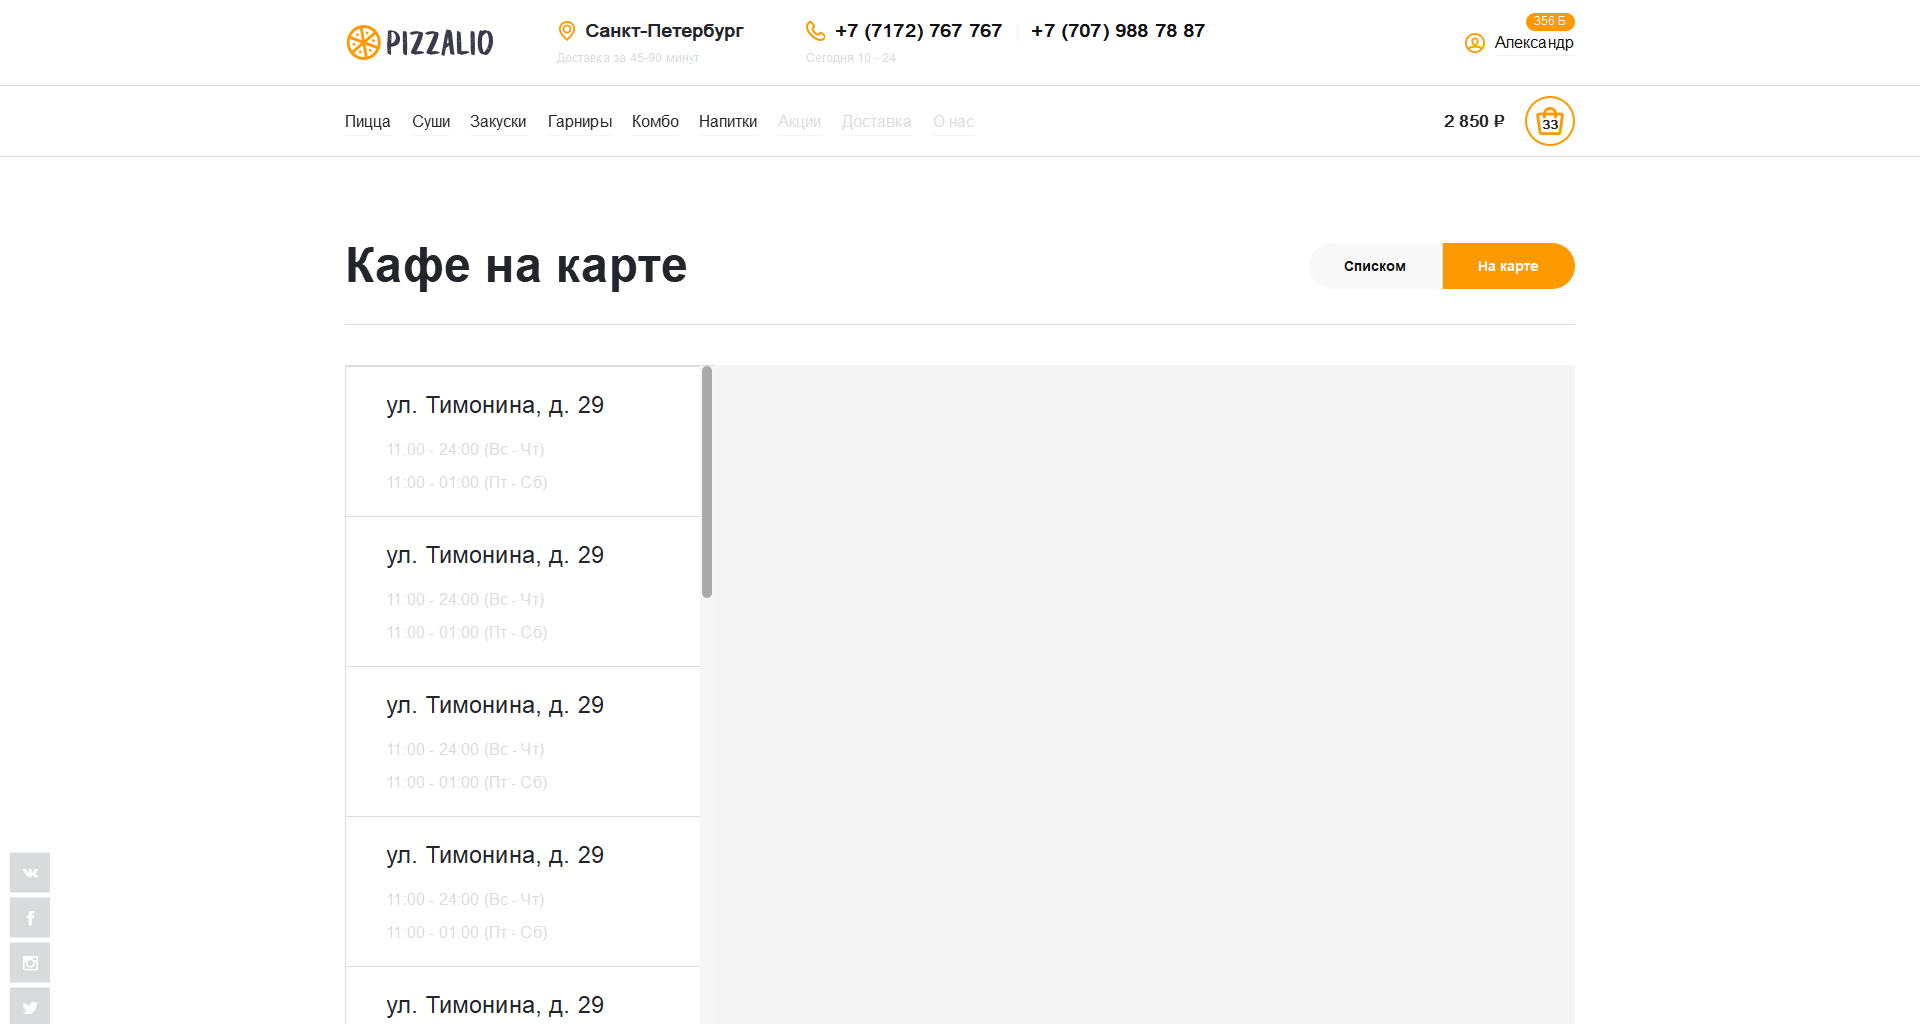 PIZZALIO
Санкт-Петербург
Доставка за 45-90 минут
+7 (7172) 767 767
+7 (707) 988 78 87
Сегодня 10 - 24
356 Б
Александр
Пицца Суши Закуски Гарниры Комбо Напитки Акции Доставка О нас
2 850 ₽
33
Кафе на карте
Списком
На карте
ул. Тимонина, д. 29
11:00 - 24:00 (Вс - Чт)
11:00 - 01:00 (Пт - Сб)
ул. Тимонина, д. 29
11:00 - 24:00 (Вс - Чт)
11:00 - 01:00 (Пт - Сб)
ул. Тимонина, д. 29
11:00 - 24:00 (Вс - Чт)
11:00 - 01:00 (Пт - Сб)
ул. Тимонина, д. 29
11:00 - 24:00 (Вс - Чт)
11:00 - 01:00 (Пт - Сб)
ул. Тимонина, д. 29